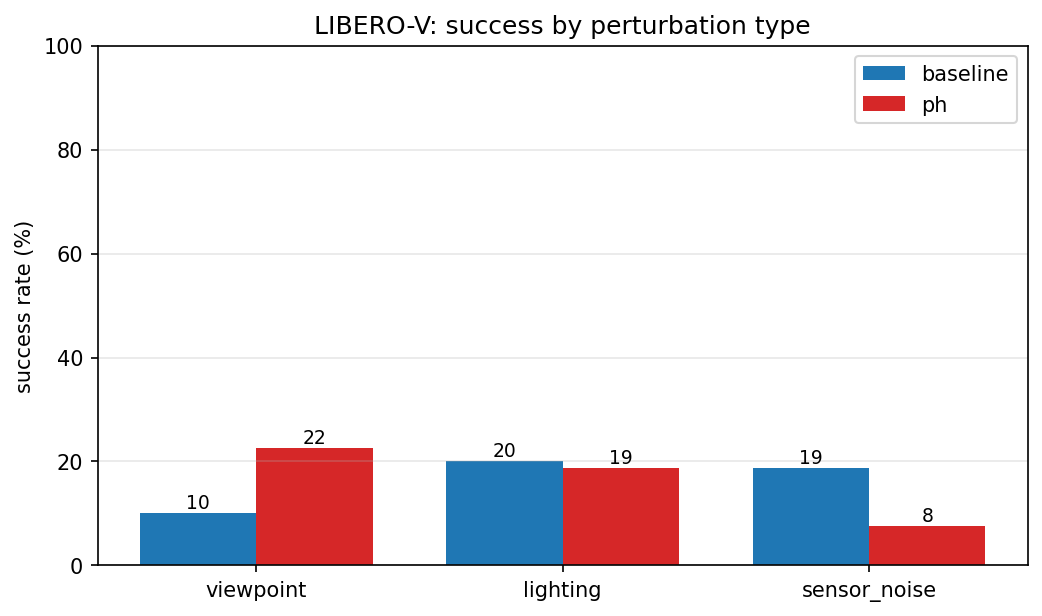 LIBERO-V: success by perturbation type
100
80
60
40
20
0
success rate (%)
baseline
ph
10
22
20
19
19
8
viewpoint
lighting
sensor_noise